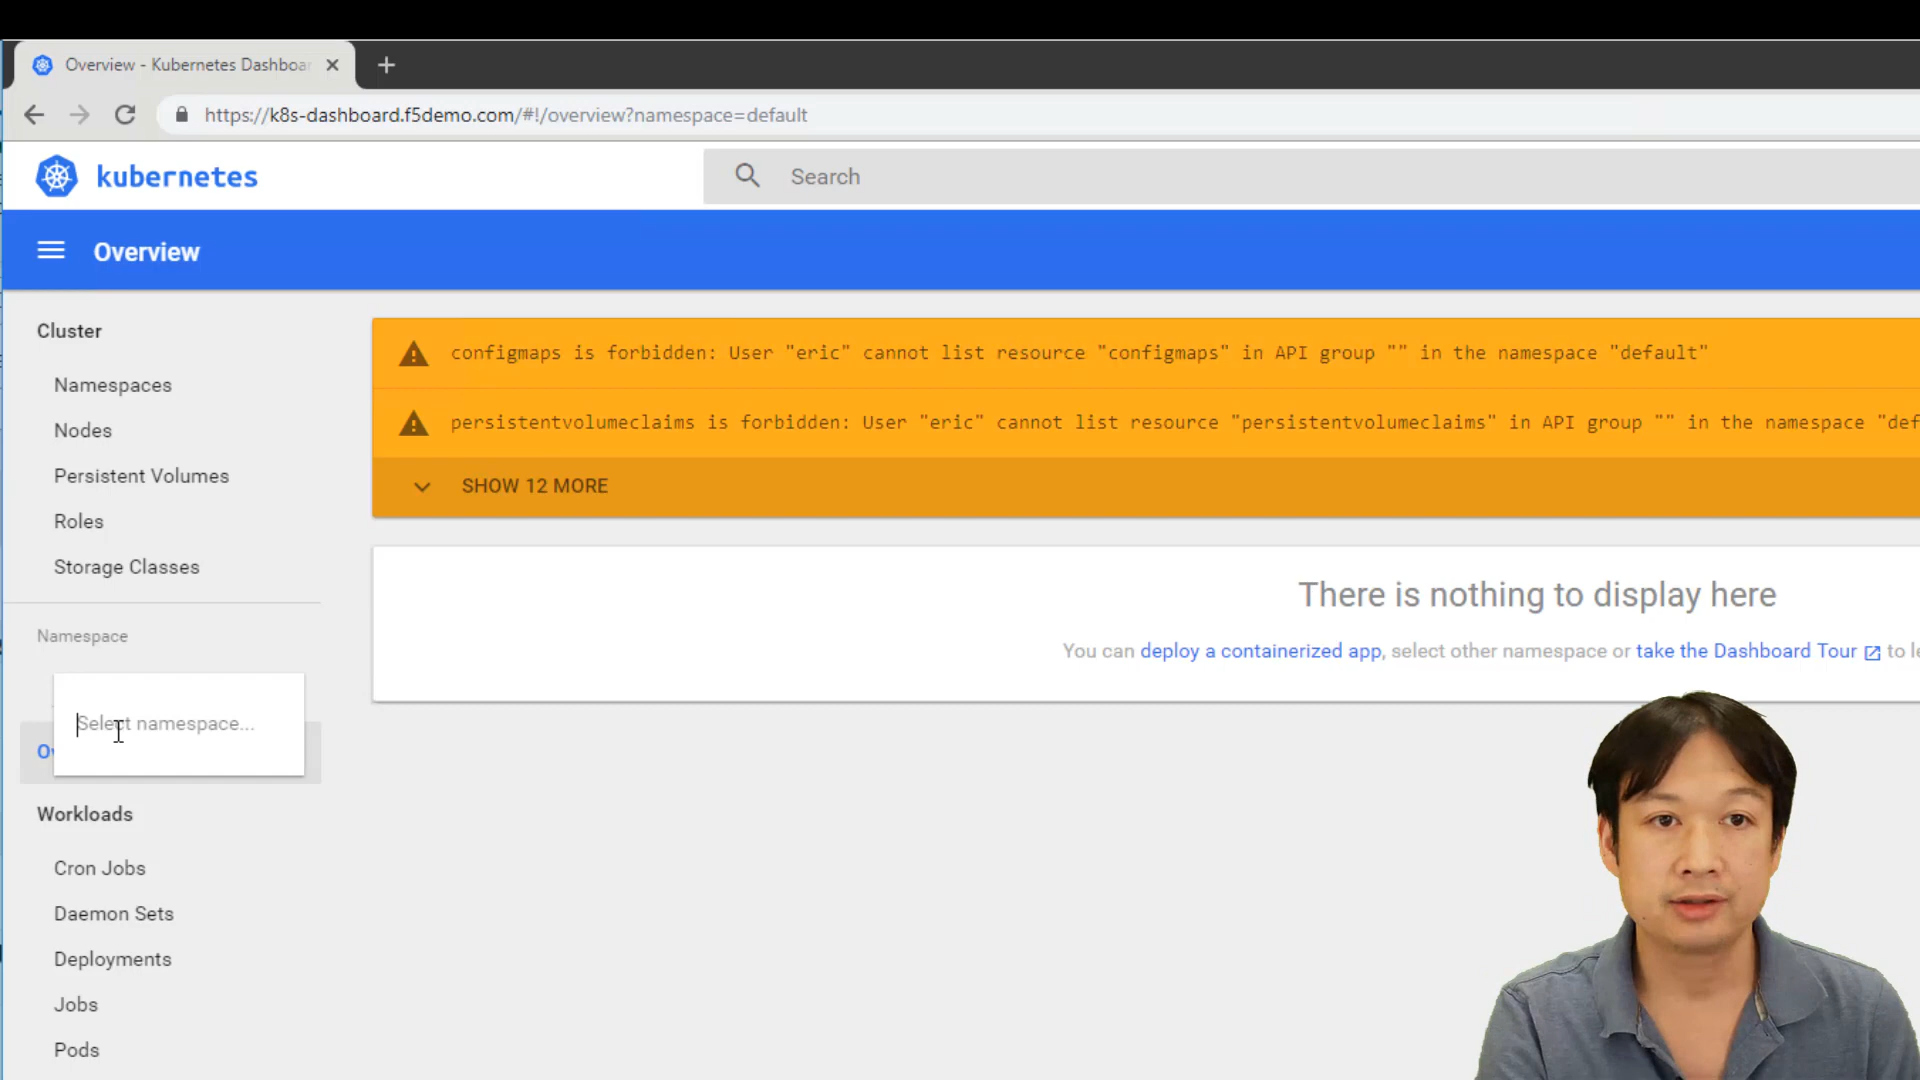 Overview - Kubernetes Dashboar
https://k8s-dashboard.f5demo.com/#!/overview?namespace=default
kubernetes
Search
Overview
Cluster
Namespaces
Nodes
Persistent Volumes
Roles
Storage Classes
Namespace
Select namespace...
Ov
Workloads
Cron Jobs
Daemon Sets
Deployments
Jobs
Pods
configmaps is forbidden: User "eric" cannot list resource "configmaps" in API group "" in the namespace "default"
persistentvolumeclaims is forbidden: User "eric" cannot list resource "persistentvolumeclaims" in API group "" in the namespace "def
SHOW 12 MORE
There is nothing to display here
You can deploy a containerized app, select other namespace or take the Dashboard Tour to le